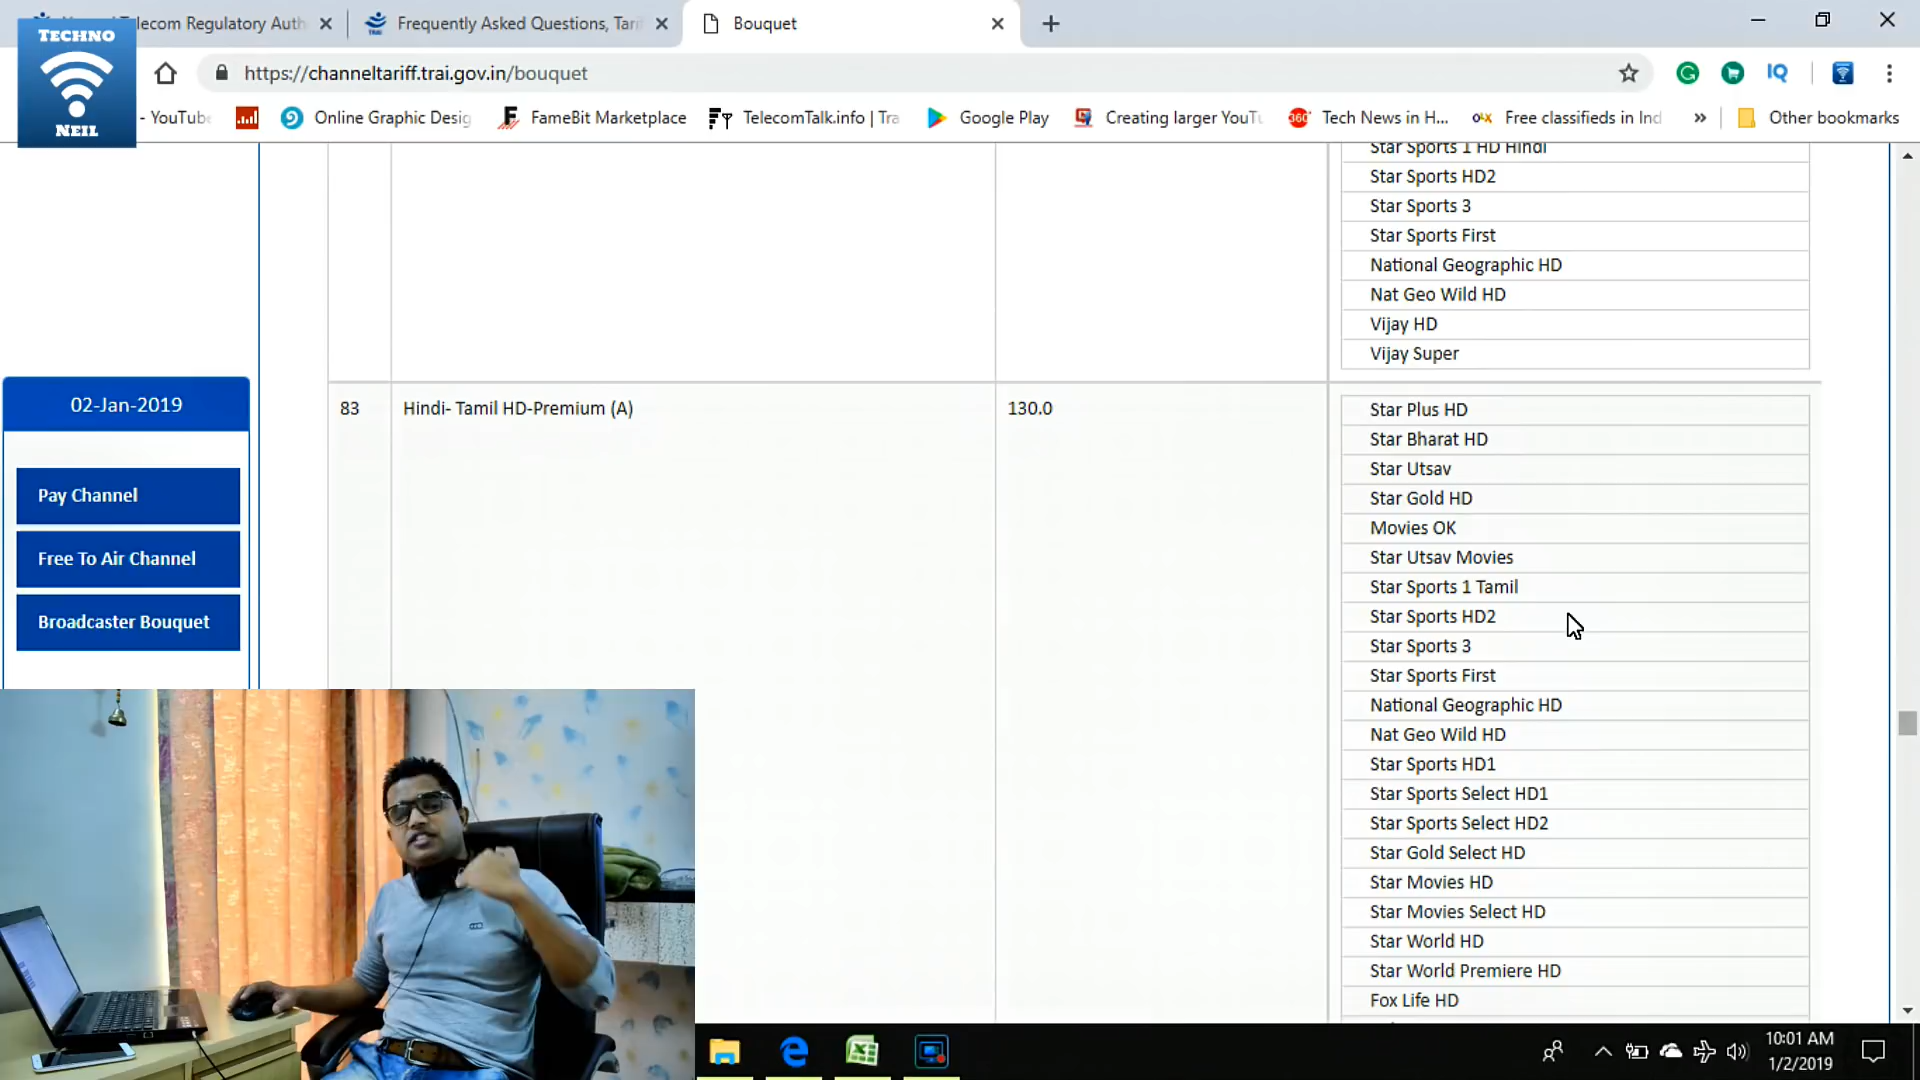 Telecom Regulatory Auth
Frequently Asked Questions, Tari
Bouquet
TECHNO
NEIL
https://channeltariff.trai.gov.in/bouquet
- YouTube
Online Graphic Desig
FameBit Marketplace
TelecomTalk.info | Tra
Google Play
Creating larger YouTu
Tech News in H...
Free classifieds in Ind
Other bookmarks
Star Sports 1 HD Hindi
Star Sports HD2
Star Sports 3
Star Sports First
National Geographic HD
Nat Geo Wild HD
Vijay HD
Vijay Super
02-Jan-2019
Pay Channel
Free To Air Channel
Broadcaster Bouquet
83
Hindi- Tamil HD-Premium (A)
130.0
Star Plus HD
Star Bharat HD
Star Utsav
Star Gold HD
Movies OK
Star Utsav Movies
Star Sports 1 Tamil
Star Sports HD2
Star Sports 3
Star Sports First
National Geographic HD
Nat Geo Wild HD
Star Sports HD1
Star Sports Select HD1
Star Sports Select HD2
Star Gold Select HD
Star Movies HD
Star Movies Select HD
Star World HD
Star World Premiere HD
Fox Life HD
10:01 AM
1/2/2019